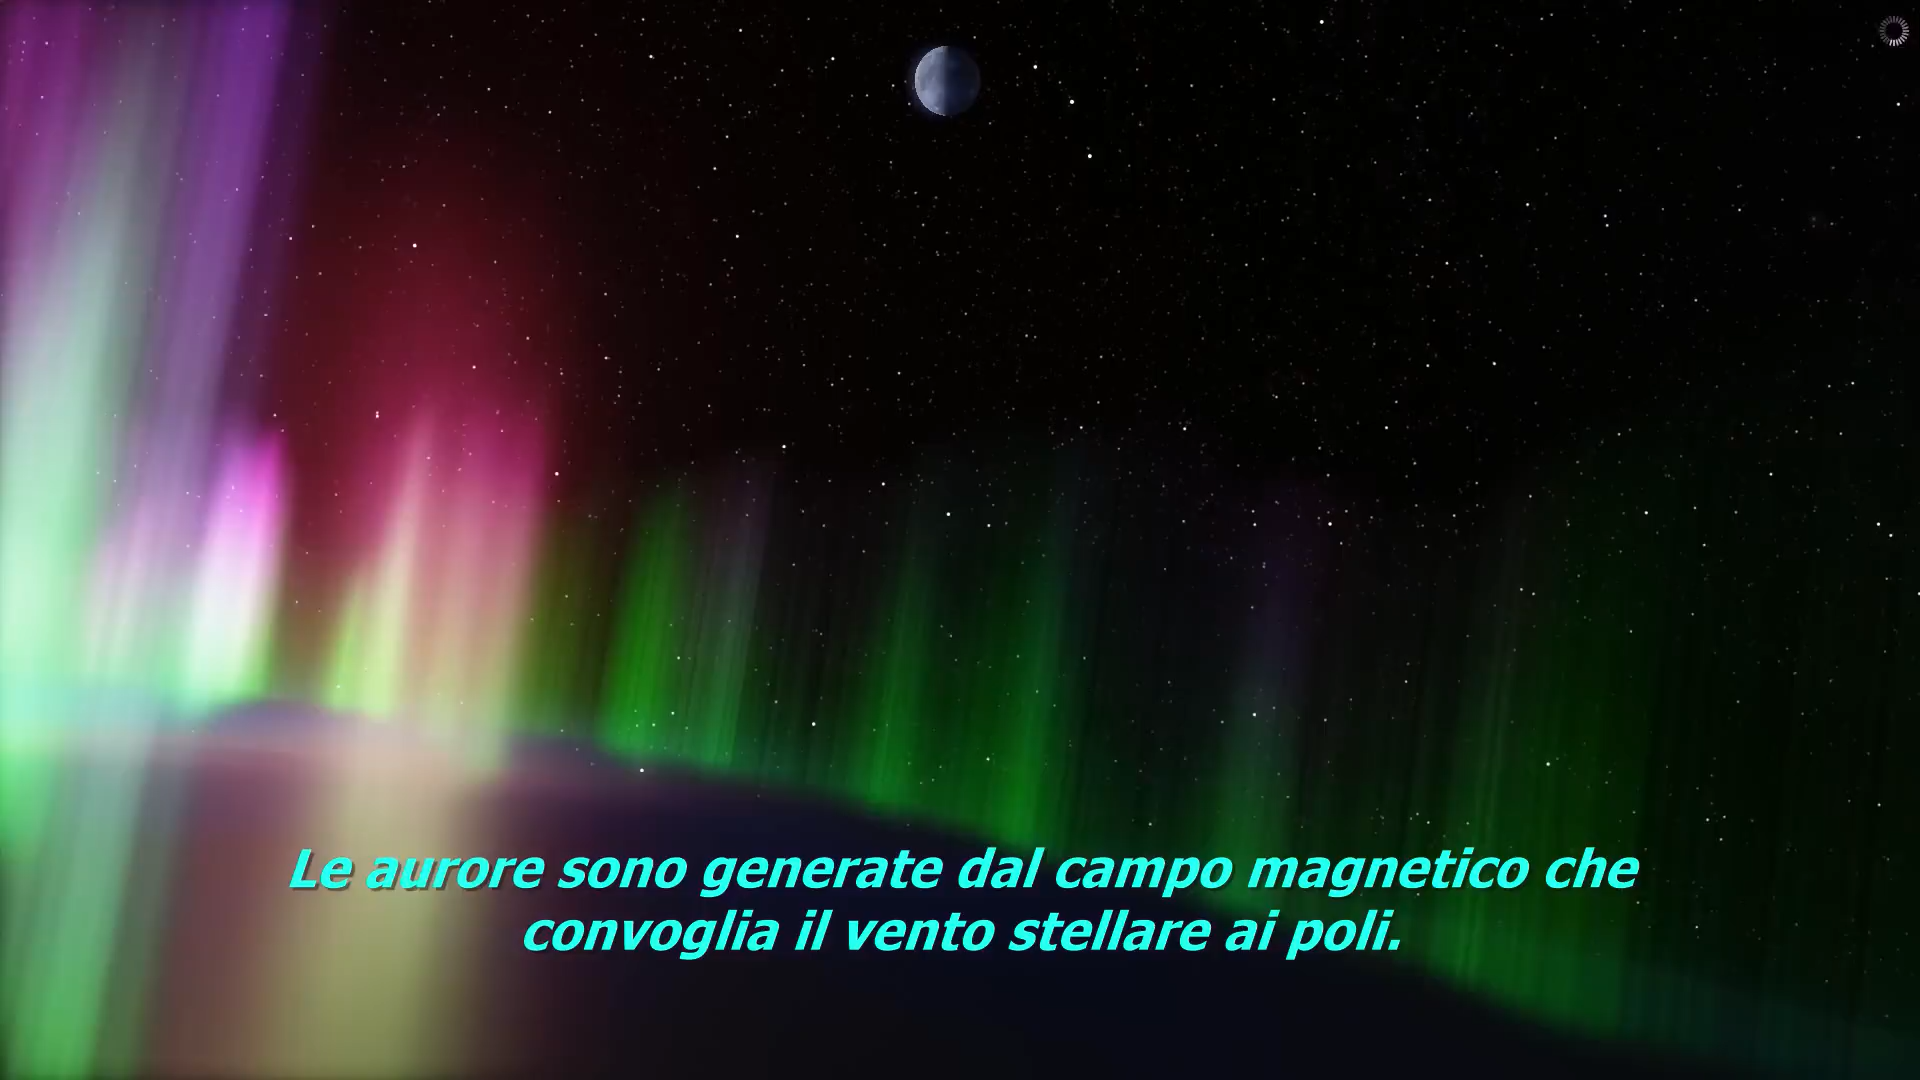 Le aurore sono generate dal campo magnetico che
convoglia il vento stellare ai poli.